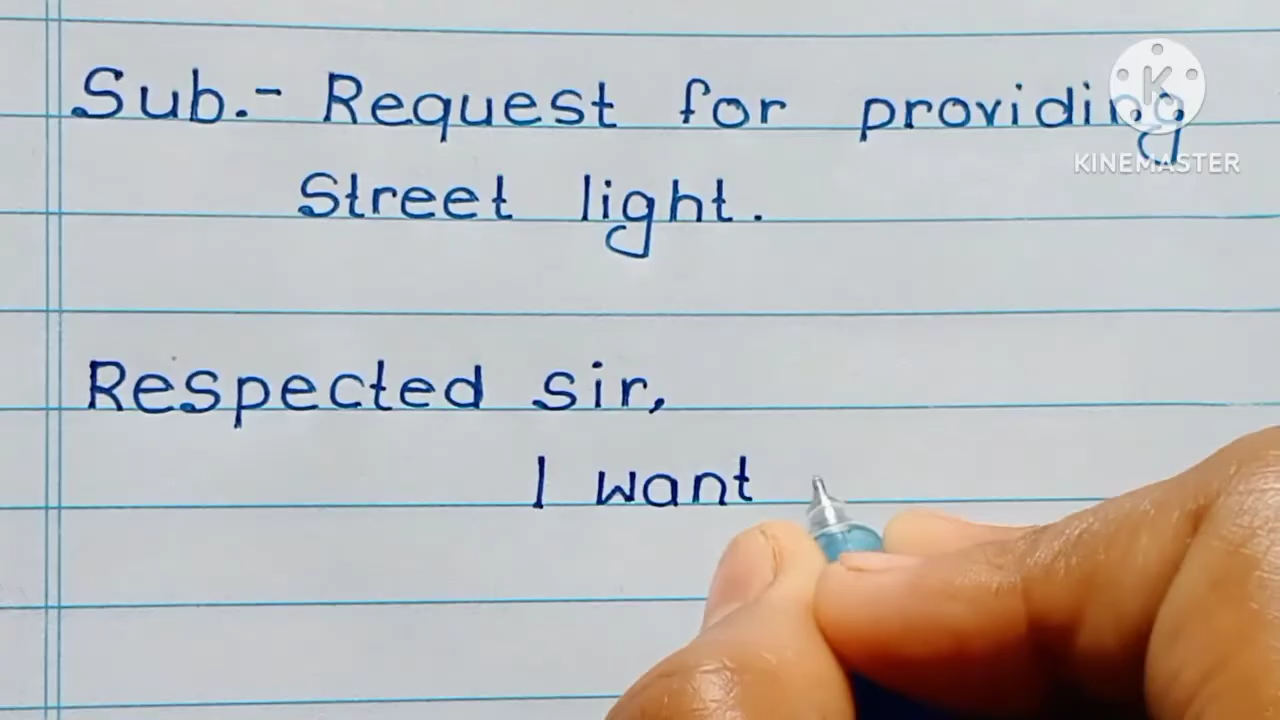 Sub.- Request for providing
Street light.
Respected sir,
I want
KINEMASTER